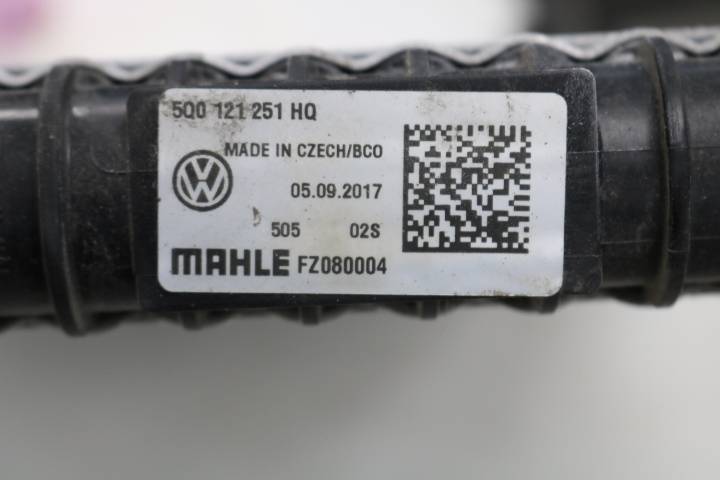 5Q0 121 251 HQ
MADE IN CZECH/BCO
05.09.2017
505 02S
MAHLE FZ080004